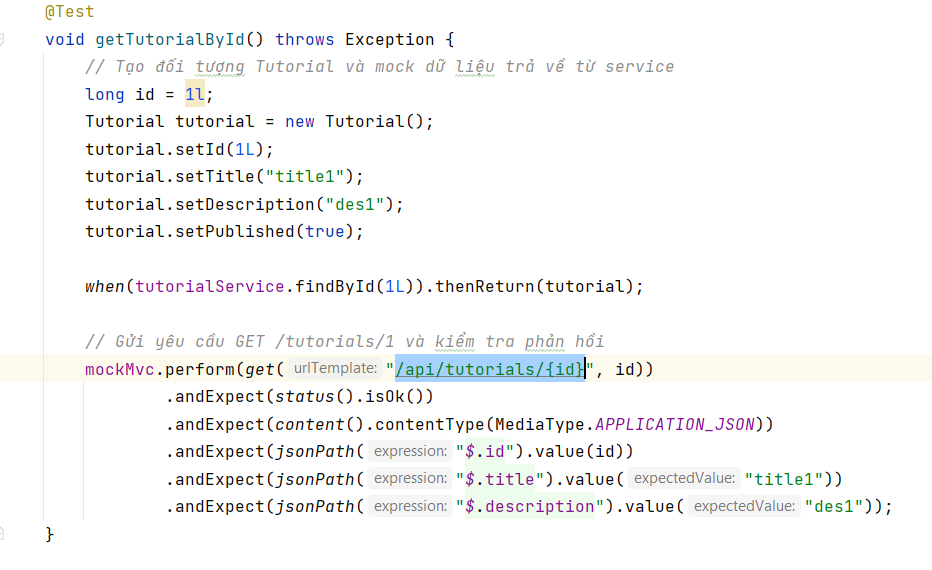 @Test
void getTutorialById() throws Exception {
// Tạo đối tượng Tutorial và mock dữ liệu trả về từ service
long id = 1l;
Tutorial tutorial = new Tutorial();
tutorial.setId(1L);
tutorial.setTitle("title1");
tutorial.setDescription("des1");
tutorial.setPublished(true);
when(tutorialService.findById(1L)).thenReturn(tutorial);
// Gửi yêu cầu GET /tutorials/1 và kiểm tra phản hồi
mockMvc.perform(get( urlTemplate: "/api/tutorials/{id}", id))
.andExpect(status().isOk())
.andExpect(content().contentType(MediaType.APPLICATION_JSON))
.andExpect(jsonPath( expression: "$.id").value(id))
.andExpect(jsonPath( expression: "$.title").value( expectedValue: "title1"))
.andExpect(jsonPath( expression: "$.description").value( expectedValue: "des1"));
}